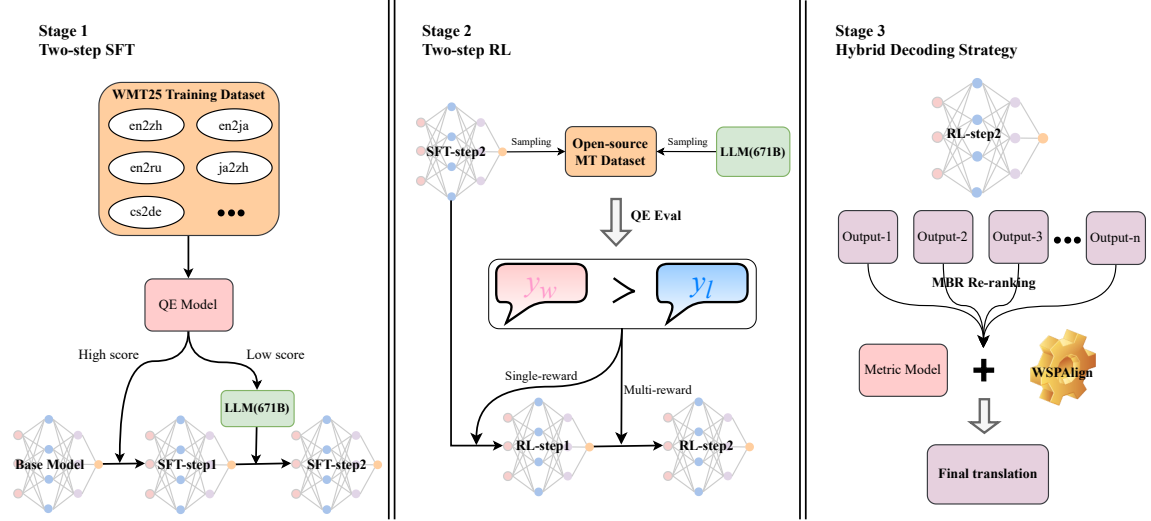 Stage 1
Two-step SFT
WMT25 Training Dataset
en2zh
en2ja
en2ru
ja2zh
cs2de
•••
QE Model
High score
Low score
LLM(671B)
Base Model
SFT-step1
SFT-step2
Stage 2
Two-step RL
SFT-step2
Sampling
Open-source
MT Dataset
Sampling
LLM(671B)
QE Eval
y_w
>
y_l
Single-reward
Multi-reward
RL-step1
RL-step2
Stage 3
Hybrid Decoding Strategy
RL-step2
Output-1
Output-2
Output-3
•••
Output-n
MBR Re-ranking
Metric Model
+
WSPAlign
Final translation